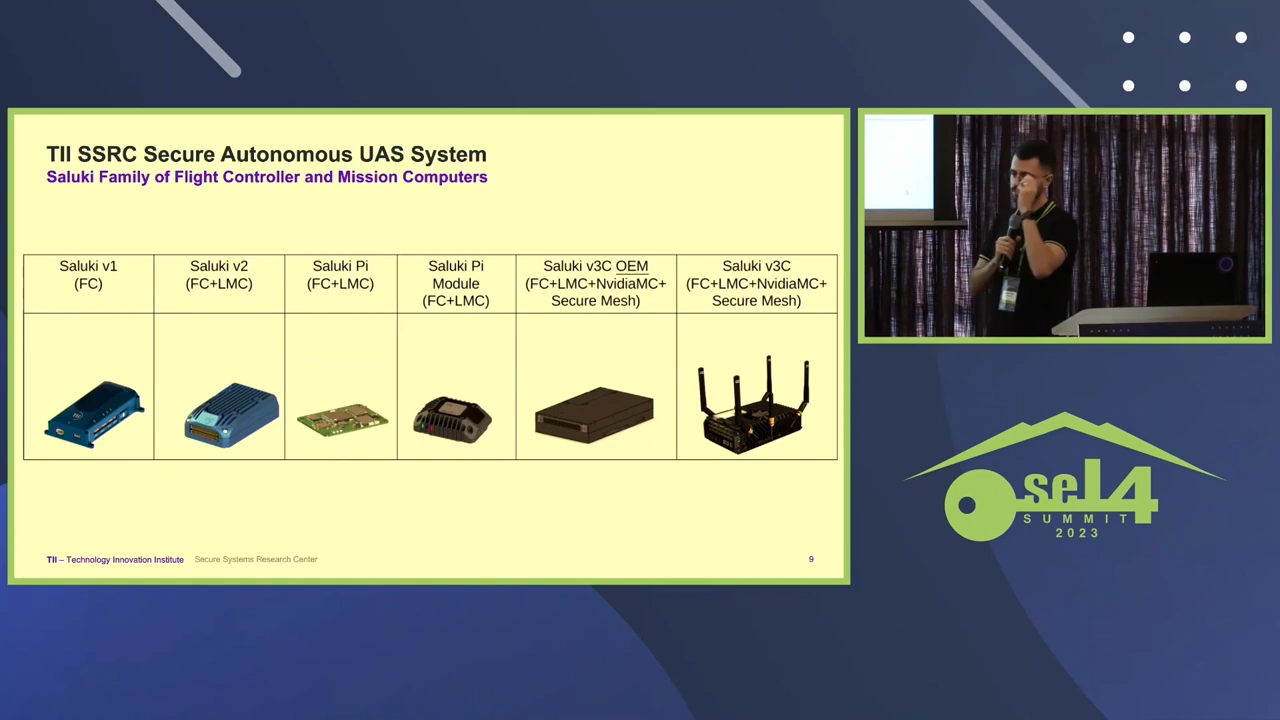 TII SSRC Secure Autonomous UAS System
Saluki Family of Flight Controller and Mission Computers
Saluki v1
(FC)
Saluki v2
(FC+LMC)
Saluki Pi
(FC+LMC)
Saluki Pi
Module
(FC+LMC)
Saluki v3C OEM
(FC+LMC+NvidiaMC+
Secure Mesh)
Saluki v3C
(FC+LMC+NvidiaMC+
Secure Mesh)
TII – Technology Innovation Institute
Secure Systems Research Center
9
seL4
SUMMIT
2023